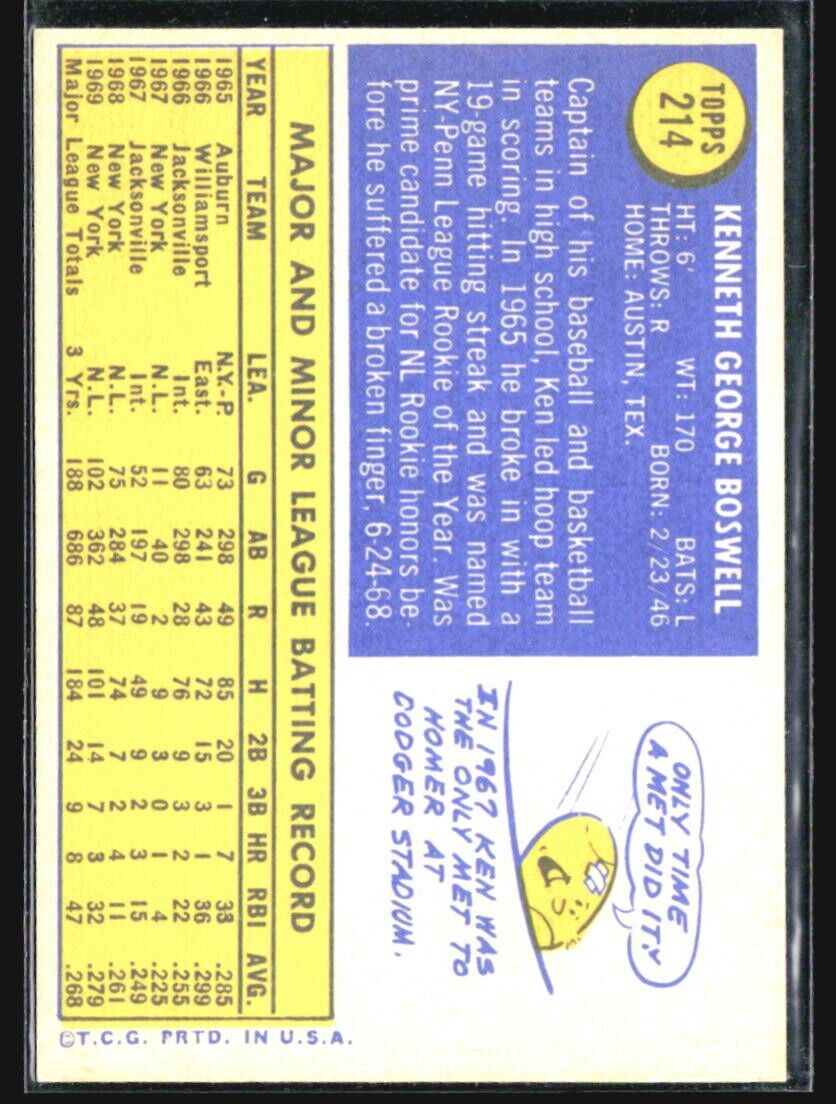 TOPPS
214
KENNETH GEORGE BOSWELL
HT: 6' WT: 170 BATS: L
THROWS: R BORN: 2/23/46
HOME: AUSTIN, TEX.
Captain of his baseball and basketball
teams in high school, Ken led hoop team
in scoring. In 1965 he broke in with a
19-game hitting streak and was named
NY-Penn League Rookie of the Year. Was
prime candidate for NL Rookie honors be-
fore he suffered a broken finger, 6-24-68.
ONLY TIME
A MET DID IT!
IN 1967 KEN WAS
THE ONLY MET TO
HOMER AT
DODGER STADIUM.
MAJOR AND MINOR LEAGUE BATTING RECORD
YEAR TEAM LEA. G AB R H 2B 3B HR RBI AVG.
1965 Auburn N.Y.-P. 73 298 49 85 20 1 7 33 .285
1966 Williamsport East. 63 241 43 72 15 3 1 36 .299
1966 Jacksonville Int. 80 298 28 76 9 3 2 22 .255
1967 New York N.L. 11 40 2 9 3 0 1 4 .225
1967 Jacksonville Int. 52 197 19 49 9 2 3 15 .249
1968 New York N.L. 75 284 37 74 7 2 4 11 .261
1969 New York N.L. 102 362 48 101 14 7 3 32 .279
Major League Totals 3 Yrs. 188 686 87 184 24 9 8 47 .268
©T.C.G. PRTD. IN U.S.A.